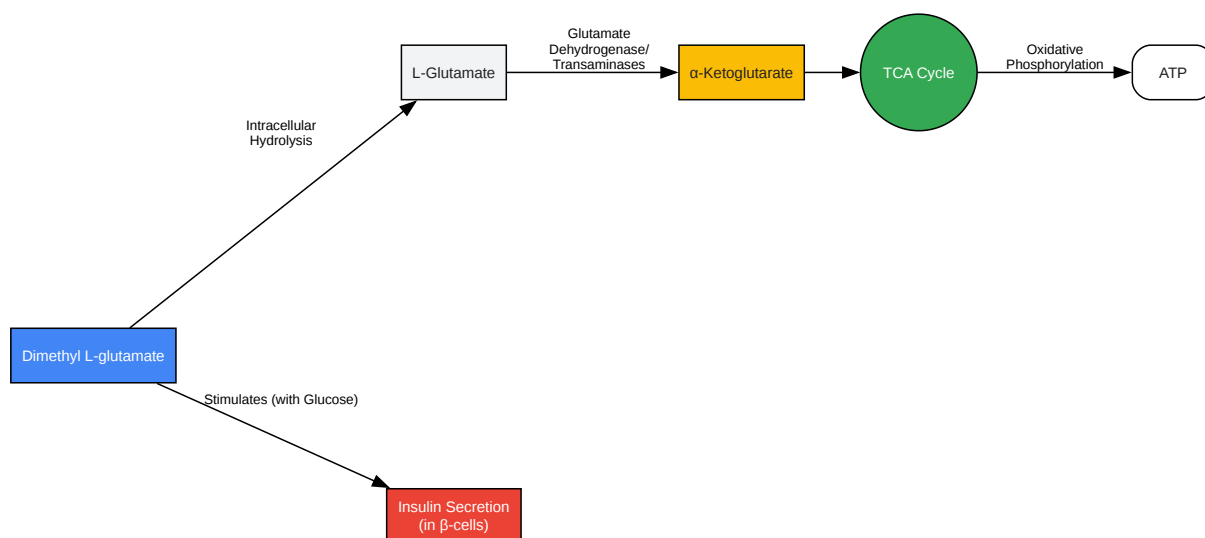 Glutamate
Dehydrogenase/
Transaminases
Oxidative
Phosphorylation
L-Glutamate
α-Ketoglutarate
TCA Cycle
ATP
Intracellular
Hydrolysis
Dimethyl L-glutamate
Stimulates (with Glucose)
Insulin Secretion
(in β-cells)